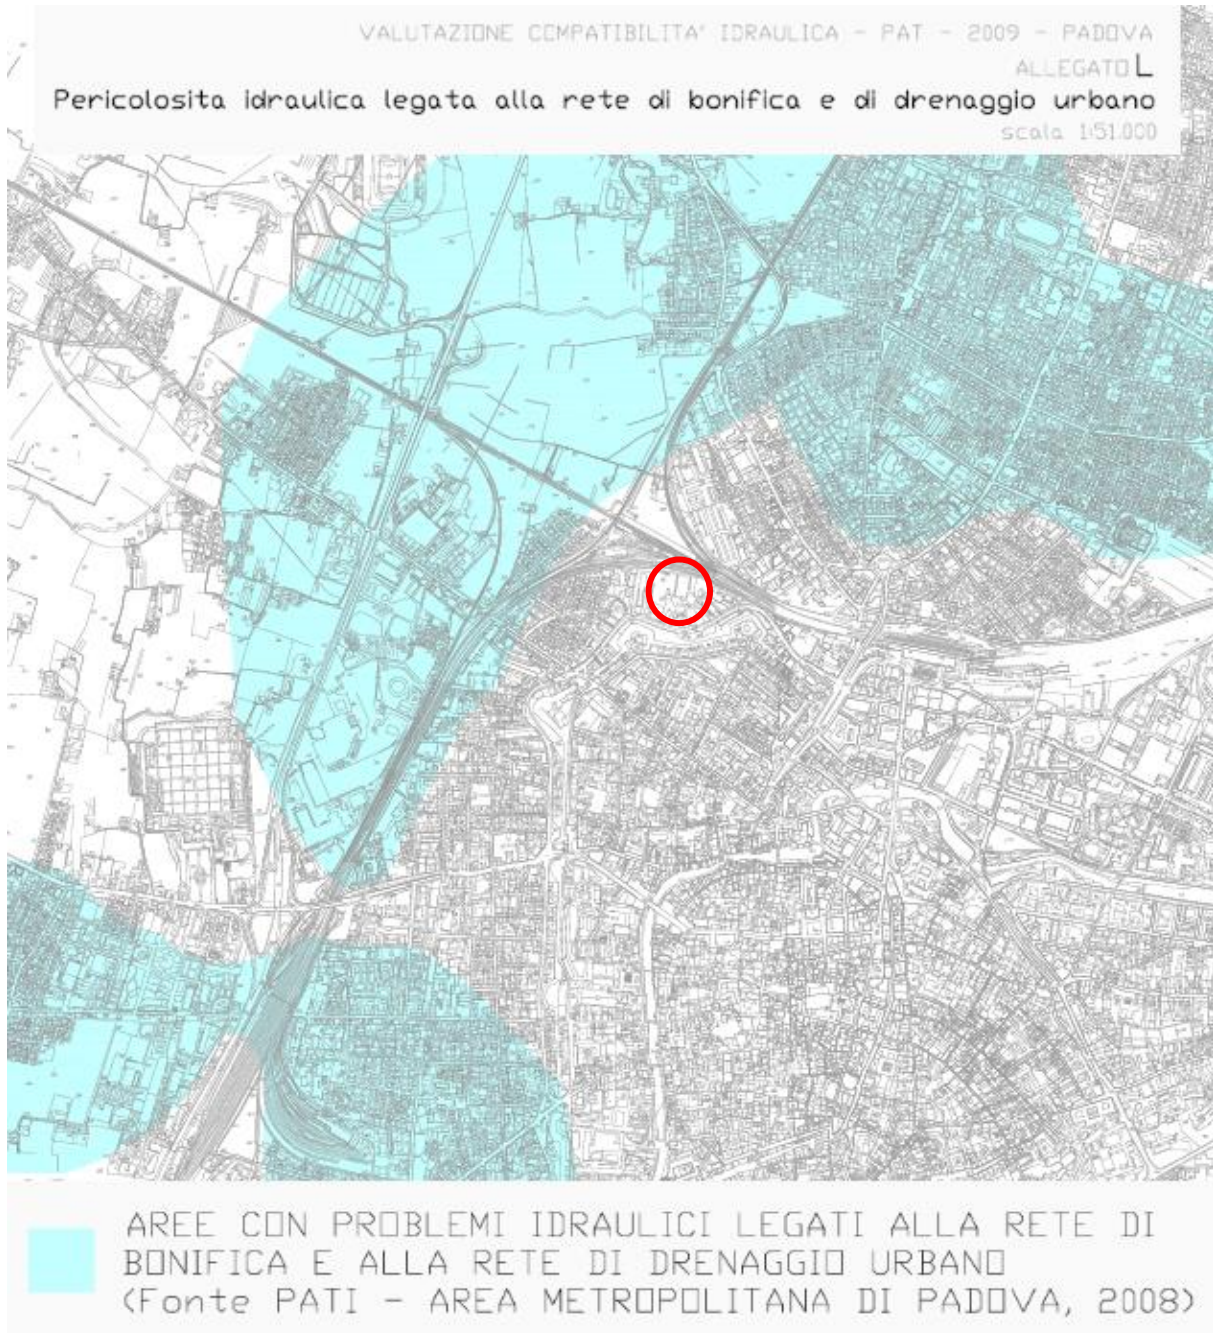 VALUTAZIONE COMPATIBILITA' IDRAULICA - PAT - 2009 - PADOVA
ALLEGATO L
Pericolosita idraulica legata alla rete di bonifica e di drenaggio urbano
scala 1:51.000
AREE CON PROBLEMI IDRAULICI LEGATI ALLA RETE DI
BONIFICA E ALLA RETE DI DRENAGGIO URBANO
(Fonte PATI - AREA METROPOLITANA DI PADOVA, 2008)